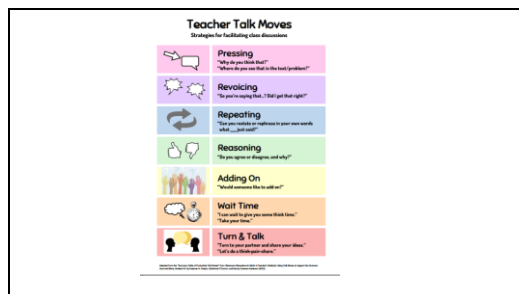 Teacher Talk Moves
Strategies for facilitating class discussions
Pressing
"Why do you think that?"
"Where do you see that in the text/problem?"
Revoicing
"So you're saying that...? Did I get that right?"
Repeating
"Can you restate or rephrase in your own words
what ___ just said?"
Reasoning
"Do you agree or disagree, and why?"
Adding On
"Would someone like to add on?"
Wait Time
"I can wait to give you some think time."
"Take your time."
Turn & Talk
"Turn to your partner and share your ideas."
"Let's do a think-pair-share."